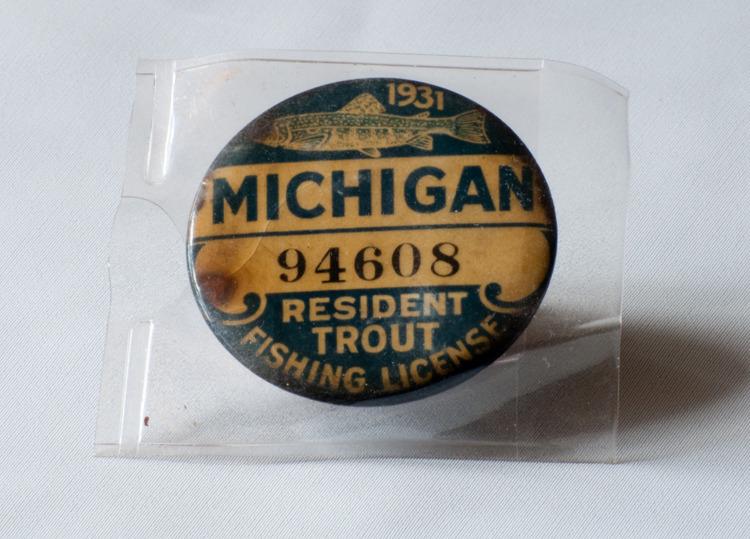 1931
MICHIGAN
94608
RESIDENT
TROUT
FISHING LICENSE